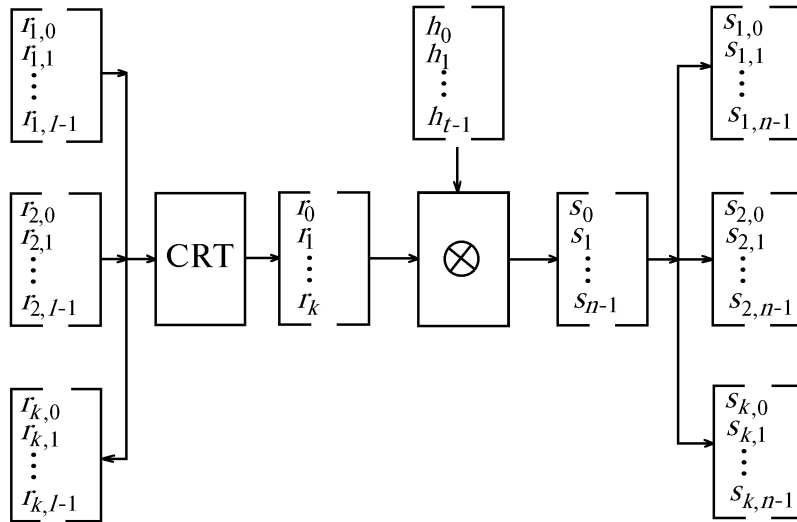 r1,0
r1,1
r1,l-1
r2,0
r2,1
r2,l-1
rk,0
rk,1
rk,l-1
CRT
r0
r1
rk
h0
h1
ht-1
⊗
s0
s1
sn-1
s1,0
s1,1
s1,n-1
s2,0
s2,1
s2,n-1
sk,0
sk,1
sk,n-1